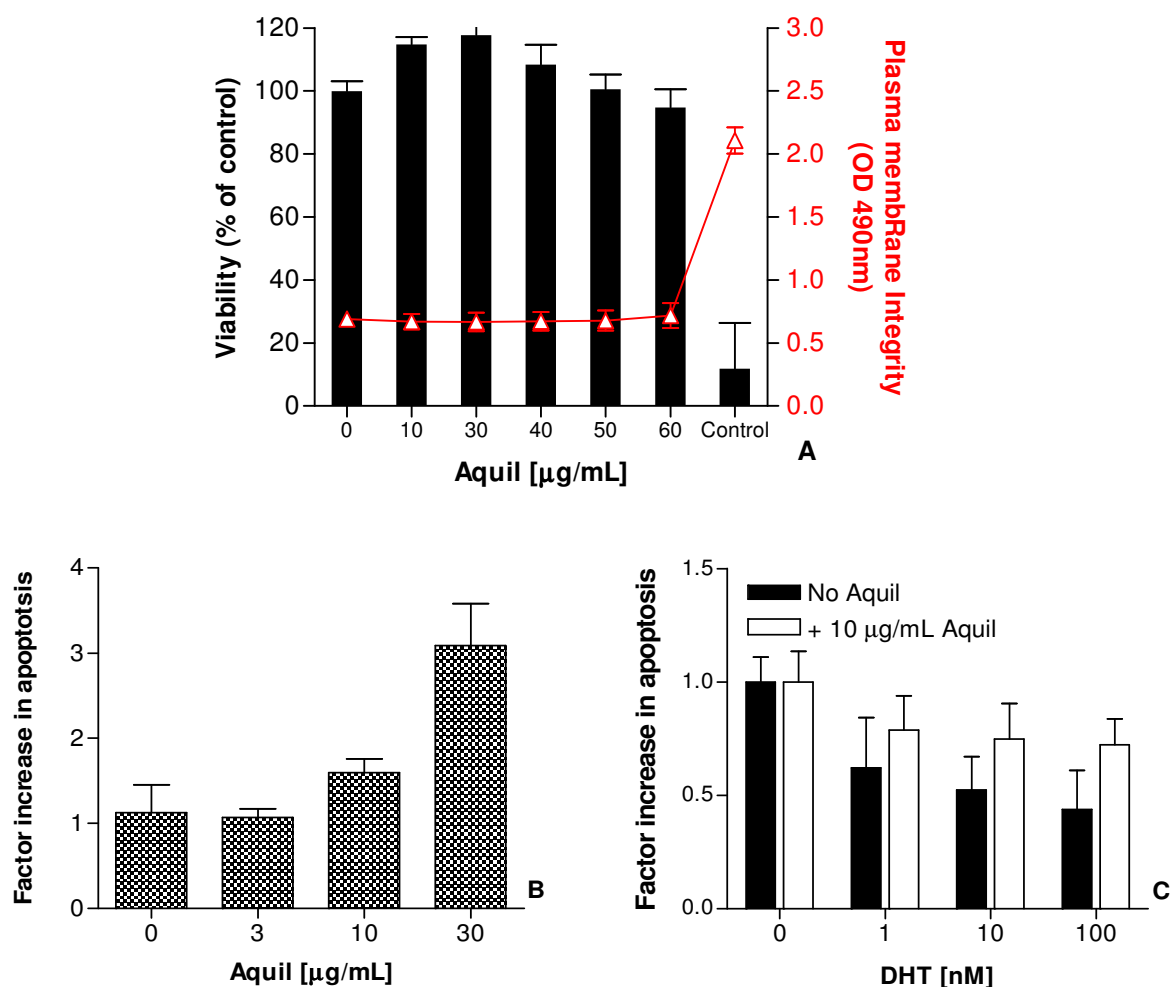 120
100
80
60
40
20
0
Viability (% of control)
3.0
2.5
2.0
1.5
1.0
0.5
0.0
Plasma membRane Integrity
(OD 490nm)
0 10 30 40 50 60 Control
Aquil [μg/mL]
A
4
3
2
1
0
Factor increase in apoptotsis
0 3 10 30
Aquil [μg/mL]
B
1.5
1.0
0.5
0.0
Factor increase in apoptosis
No Aquil
+ 10 μg/mL Aquil
0 1 10 100
DHT [nM]
C